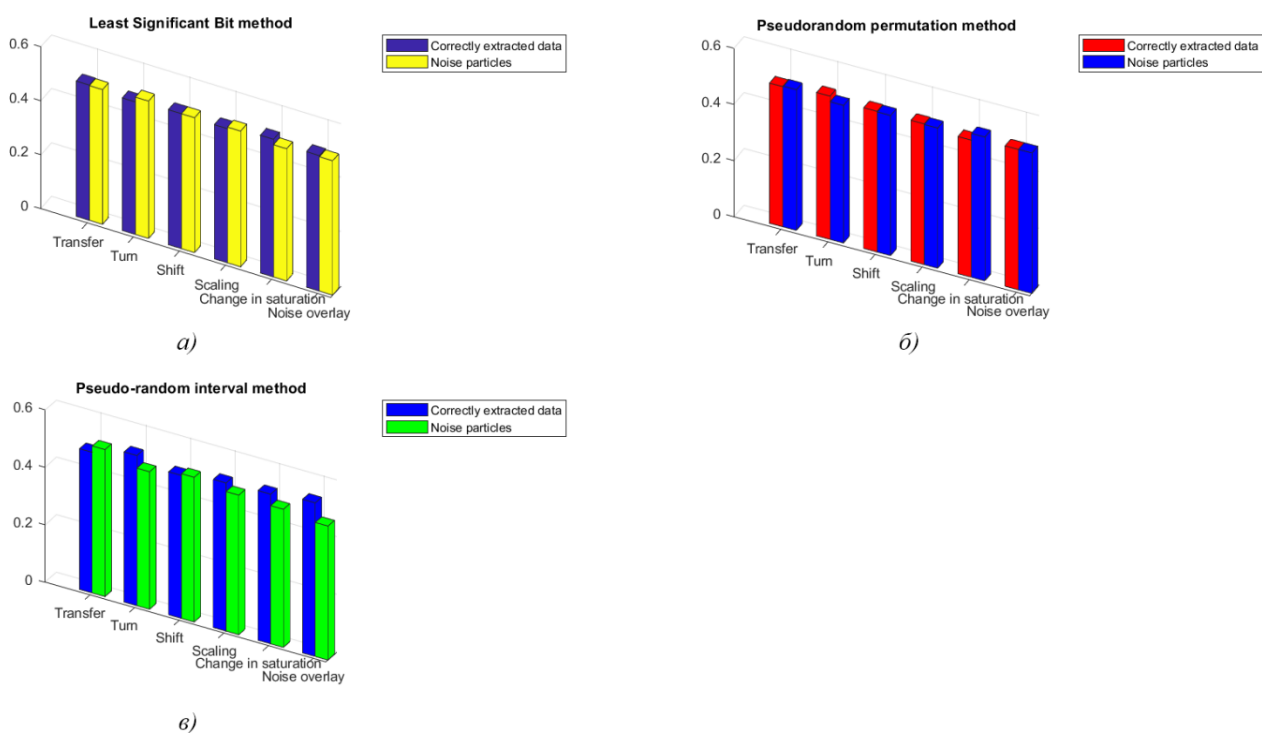 Least Significant Bit method
Correctly extracted data
Noise particles
0.6
0.4
0.2
0
Transfer
Turn
Shift
Scaling
Change in saturation
Noise overlay
а)
Pseudorandom permutation method
Correctly extracted data
Noise particles
0.6
0.4
0.2
0
Transfer
Turn
Shift
Scaling
Change in saturation
Noise overlay
б)
Pseudo-random interval method
Correctly extracted data
Noise particles
0.6
0.4
0.2
0
Transfer
Turn
Shift
Scaling
Change in saturation
Noise overlay
в)